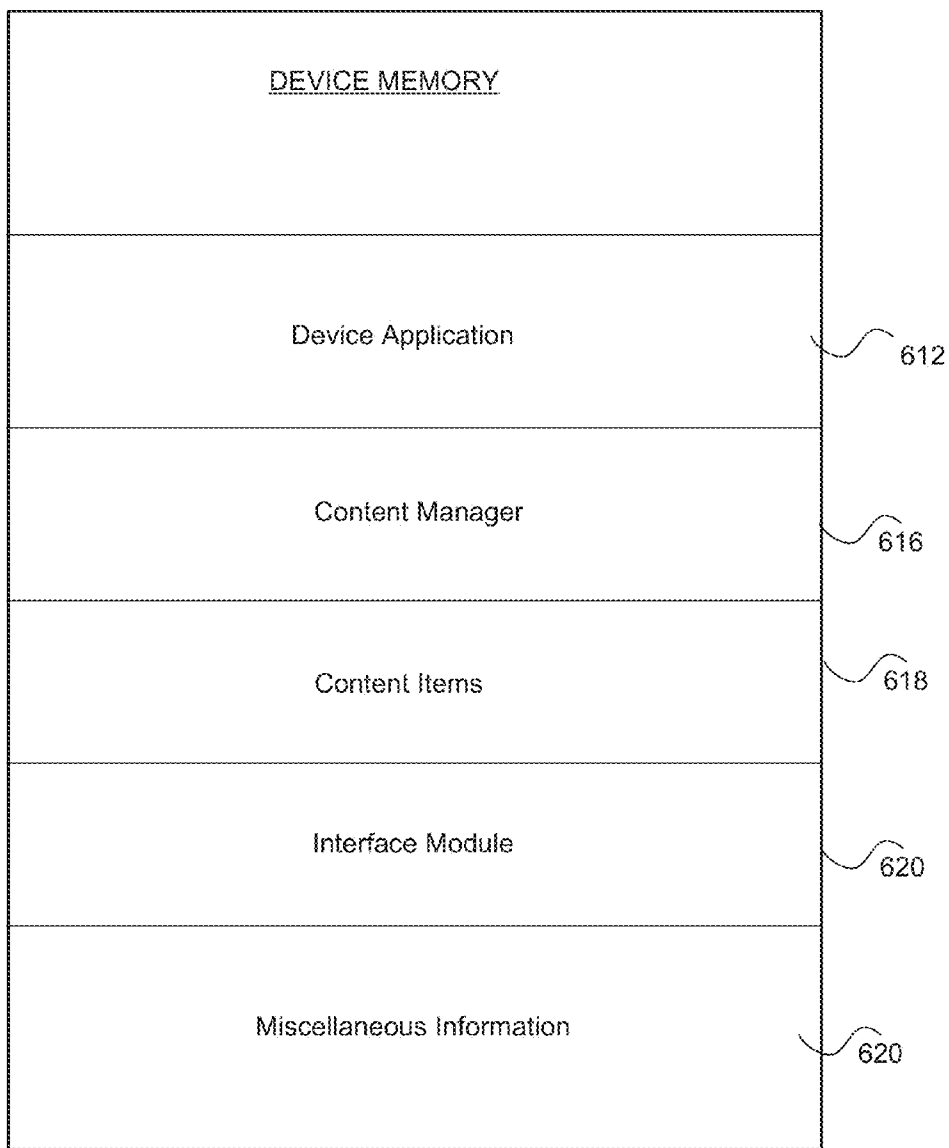 DEVICE MEMORY
Device Application
612
Content Manager
616
Content Items
618
Interface Module
620
Miscellaneous Information
620